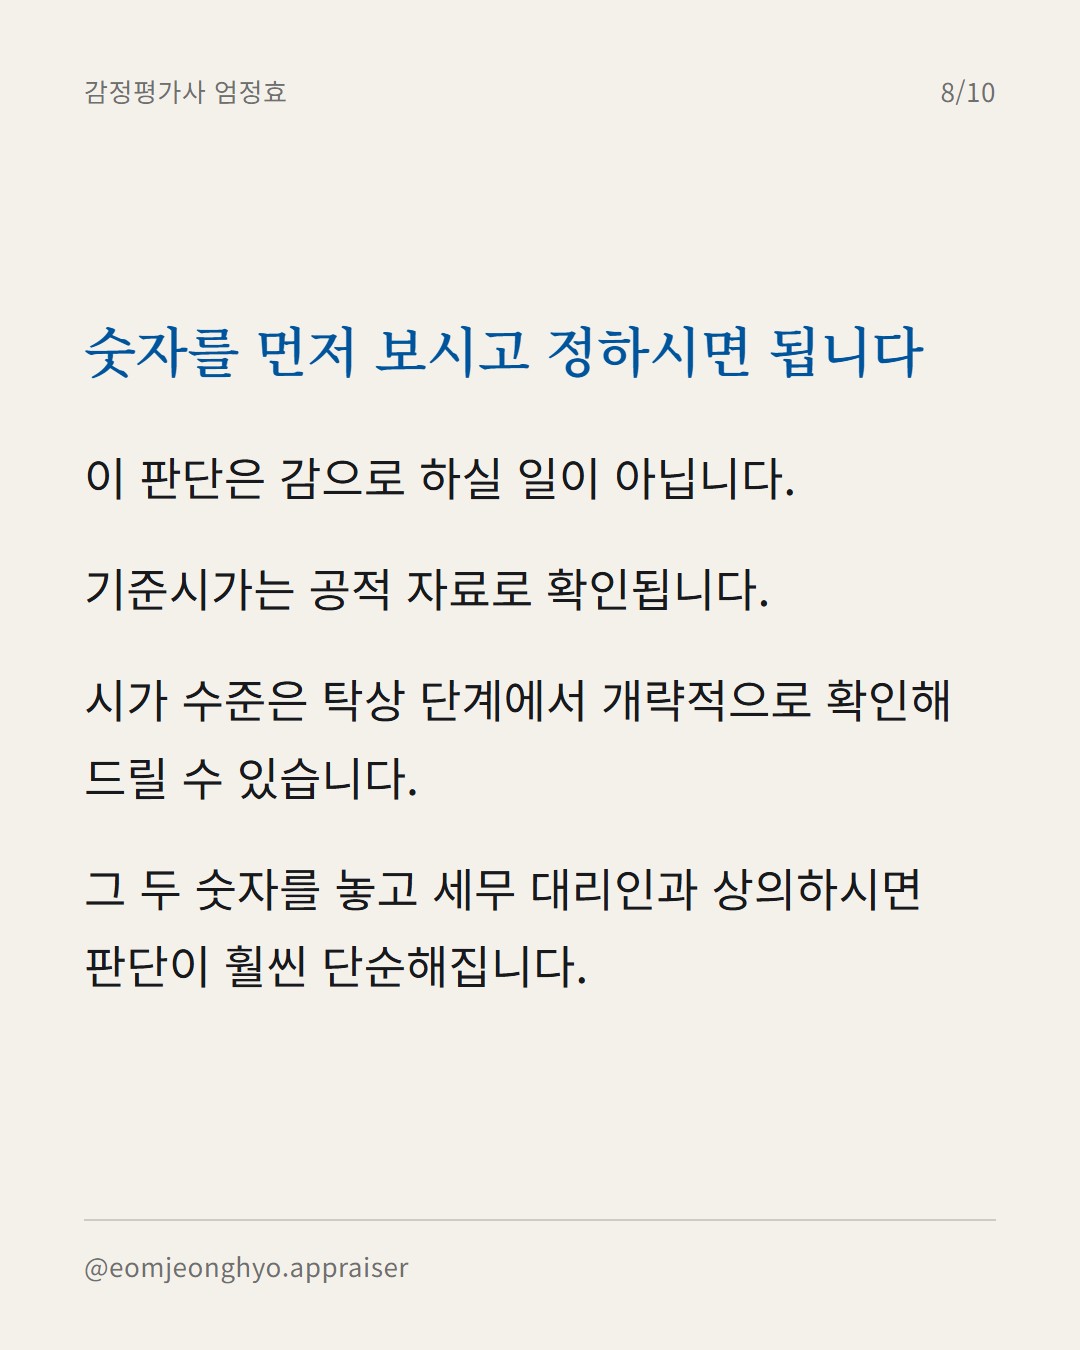 감정평가사 엄정효
8/10
숫자를 먼저 보시고 정하시면 됩니다
이 판단은 감으로 하실 일이 아닙니다.
기준시가는 공적 자료로 확인됩니다.
시가 수준은 탁상 단계에서 개략적으로 확인해
드릴 수 있습니다.
그 두 숫자를 놓고 세무 대리인과 상의하시면
판단이 훨씬 단순해집니다.
@eomjeonghyo.appraiser